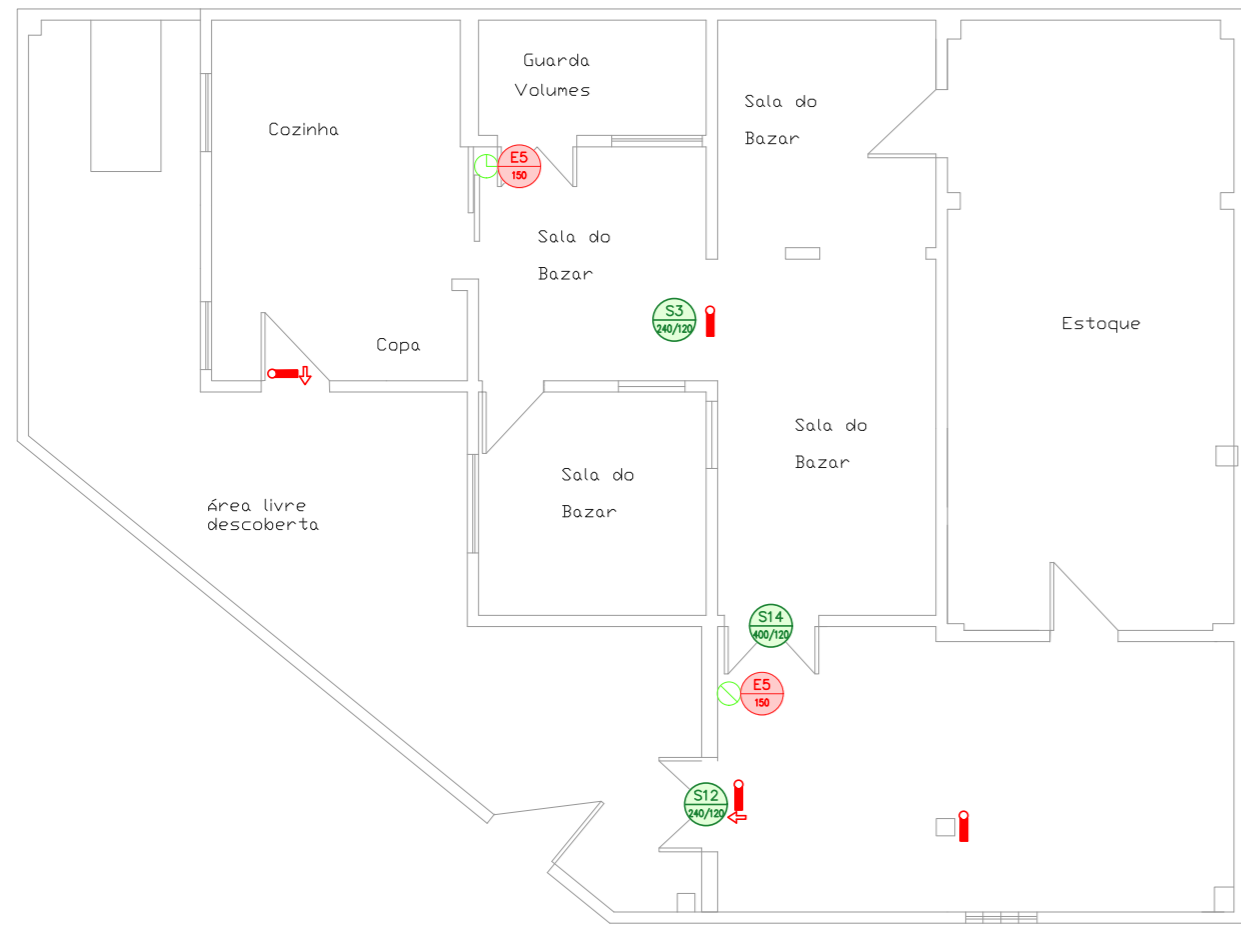 Guarda
Volumes
Sala do
Bazar
Cozinha
E5
150
Sala do
Bazar
S3
240/120
Estoque
Copa
Sala do
Bazar
Sala do
Bazar
Área livre
descoberta
S14
400/120
E5
150
S12
240/120